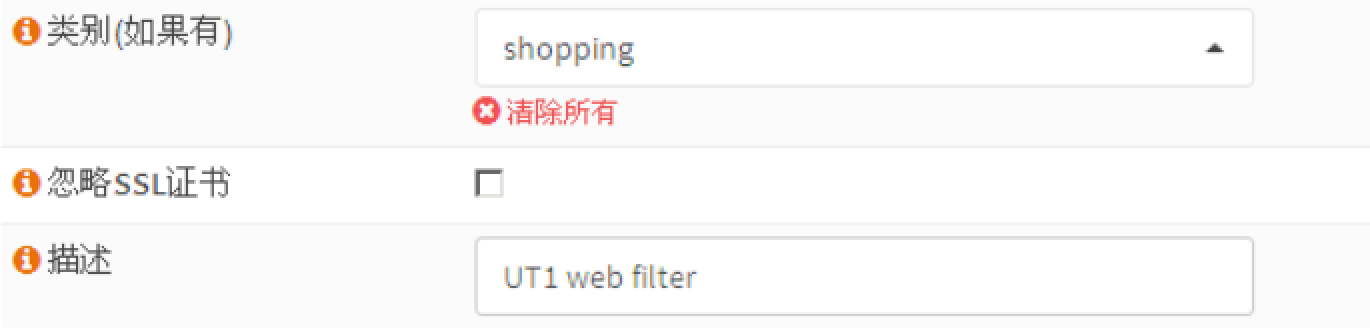 类别(如果有)
shopping
清除所有
忽略SSL证书
描述
UT1 web filter